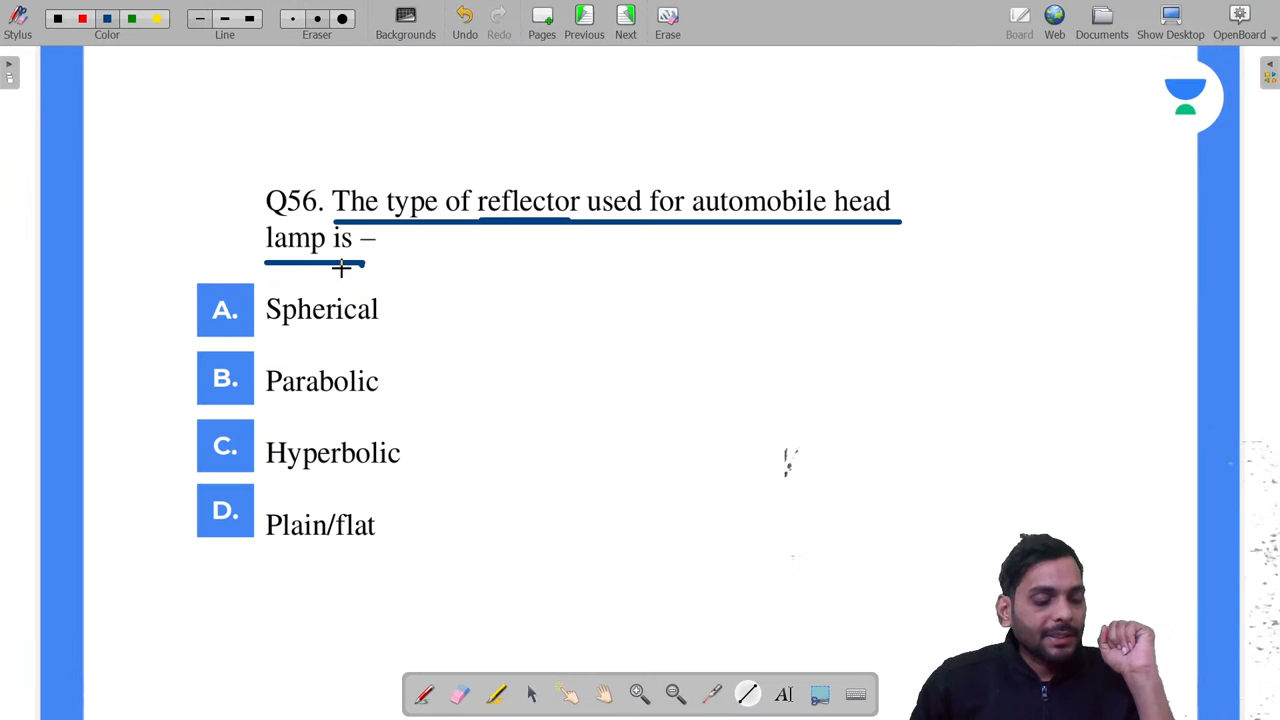 Stylus
Color
Line
Eraser
Backgrounds
Undo
Redo
Pages
Previous
Next
Erase
Board
Web
Documents
Show Desktop
OpenBoard
Q56. The type of reflector used for automobile head
lamp is –
A. Spherical
B. Parabolic
C. Hyperbolic
D. Plain/flat
AI